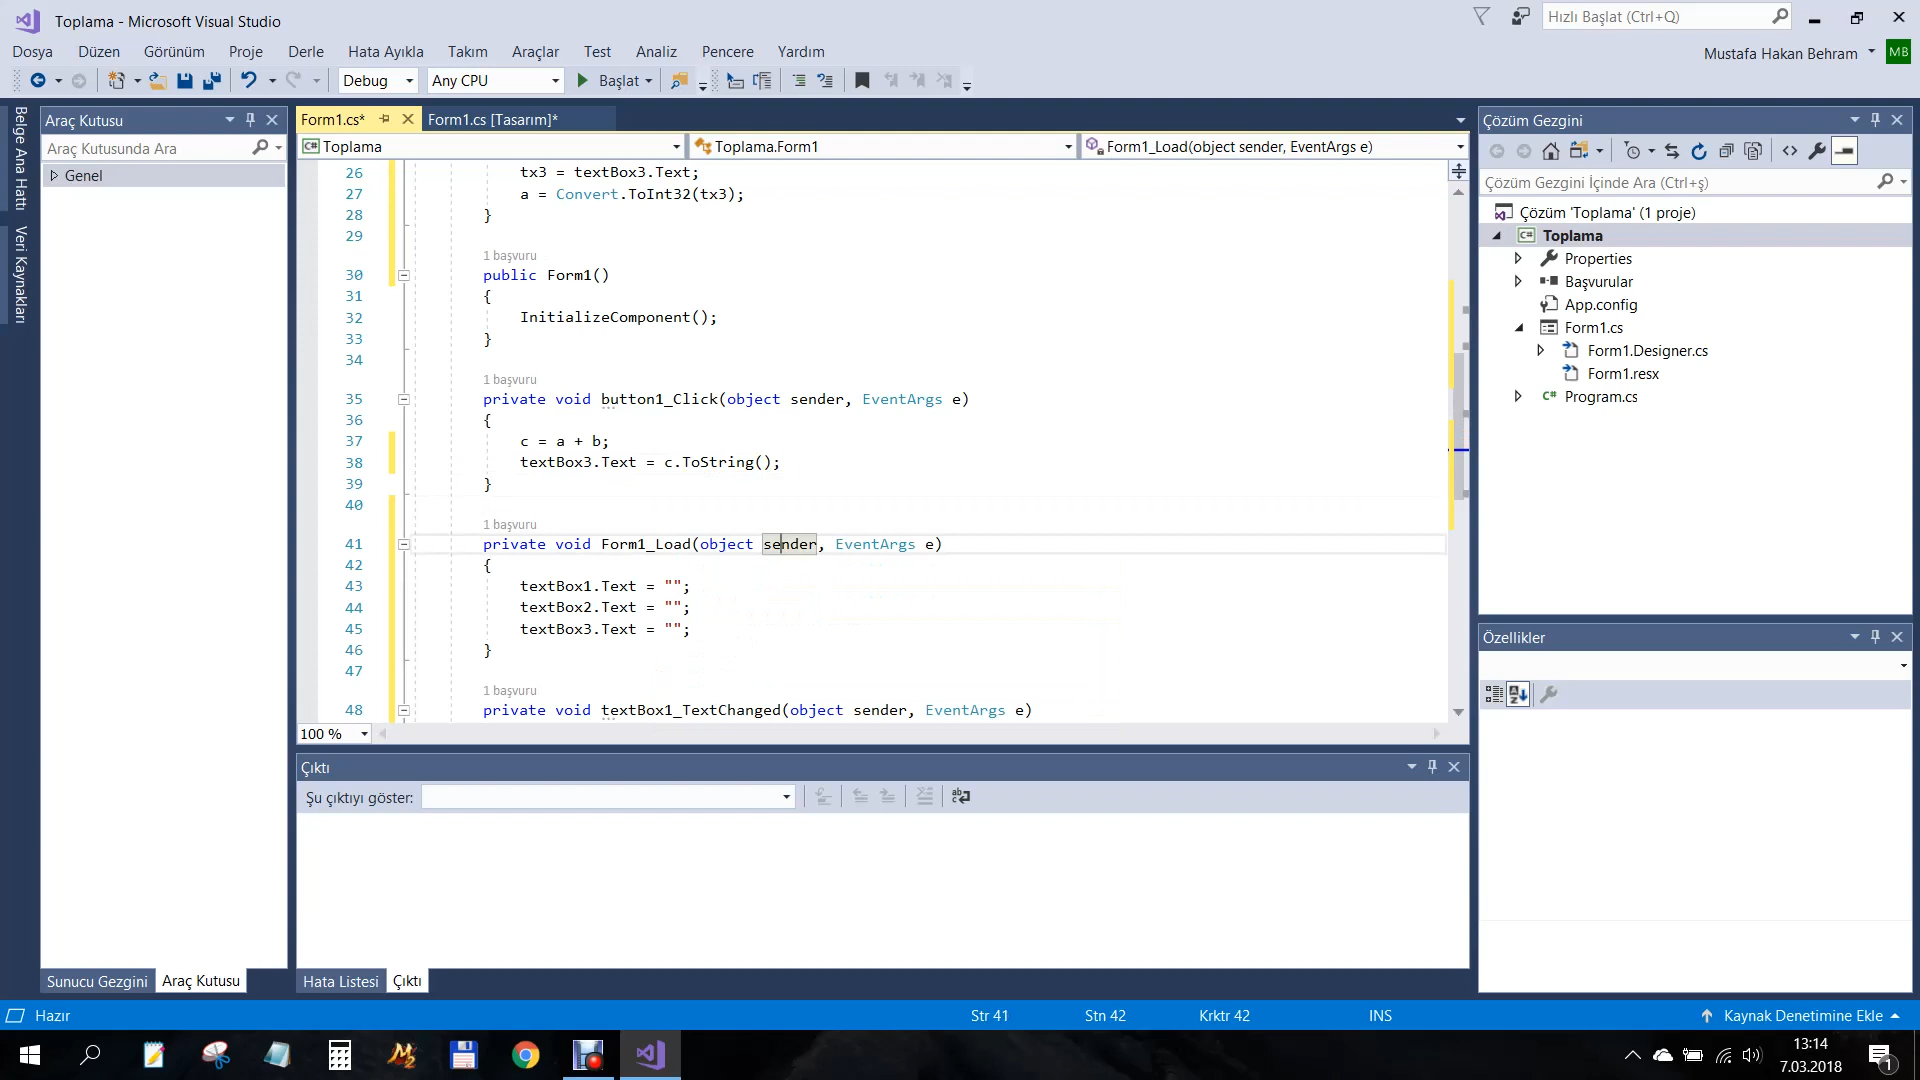 Toplama - Microsoft Visual Studio
Hızlı Başlat (Ctrl+Q)
Dosya Düzen Görünüm Proje Derle Hata Ayıkla Takım Araçlar Test Analiz Pencere Yardım
Mustafa Hakan Behram MB
Debug Any CPU Başlat
Belge Ana Hattı
Veri Kaynakları
Araç Kutusu
Araç Kutusunda Ara
Genel
Form1.cs* Form1.cs [Tasarım]*
C# Toplama Toplama.Form1 Form1_Load(object sender, EventArgs e)
26 tx3 = textBox3.Text;
27 a = Convert.ToInt32(tx3);
28 }
29
1 başvuru
30 public Form1()
31 {
32 InitializeComponent();
33 }
34
1 başvuru
35 private void button1_Click(object sender, EventArgs e)
36 {
37 c = a + b;
38 textBox3.Text = c.ToString();
39 }
40
1 başvuru
41 private void Form1_Load(object sender, EventArgs e)
42 {
43 textBox1.Text = "";
44 textBox2.Text = "";
45 textBox3.Text = "";
46 }
47
1 başvuru
48 private void textBox1_TextChanged(object sender, EventArgs e)
100 %
Çıktı
Şu çıktıyı göster:
Sunucu Gezgini Araç Kutusu
Hata Listesi Çıktı
Çözüm Gezgini
Çözüm Gezgini İçinde Ara (Ctrl+ş)
Çözüm 'Toplama' (1 proje)
C# Toplama
Properties
Başvurular
App.config
Form1.cs
Form1.Designer.cs
Form1.resx
C# Program.cs
Özellikler
Hazır Str 41 Stn 42 Krktr 42 INS Kaynak Denetimine Ekle
13:14
7.03.2018
1